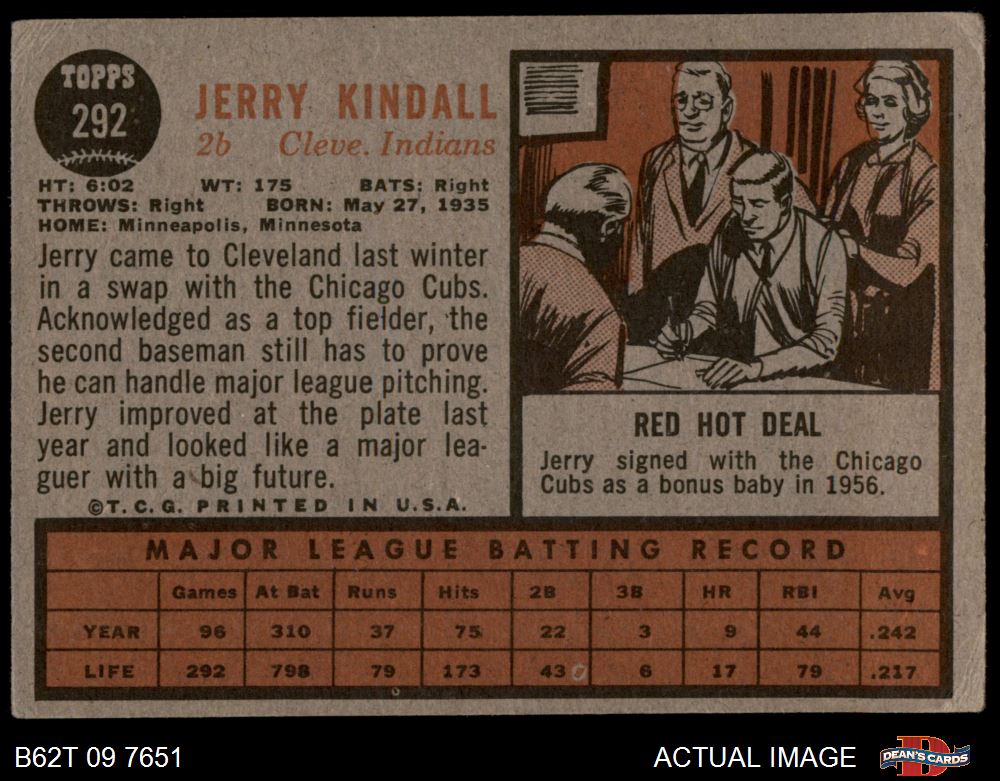 TOPPS
292
JERRY KINDALL
2b Cleve. Indians
HT: 6:02 WT: 175 BATS: Right
THROWS: Right BORN: May 27, 1935
HOME: Minneapolis, Minnesota
Jerry came to Cleveland last winter
in a swap with the Chicago Cubs.
Acknowledged as a top fielder, the
second baseman still has to prove
he can handle major league pitching.
Jerry improved at the plate last
year and looked like a major lea-
guer with a big future.
©T.C.G. PRINTED IN U.S.A.
RED HOT DEAL
Jerry signed with the Chicago
Cubs as a bonus baby in 1956.
MAJOR LEAGUE BATTING RECORD
Games At Bat Runs Hits 2B 3B HR RBI Avg
YEAR 96 310 37 75 22 3 9 44 .242
LIFE 292 798 79 173 43 6 17 79 .217
B62T 09 7651 ACTUAL IMAGE DEAN'S CARDS